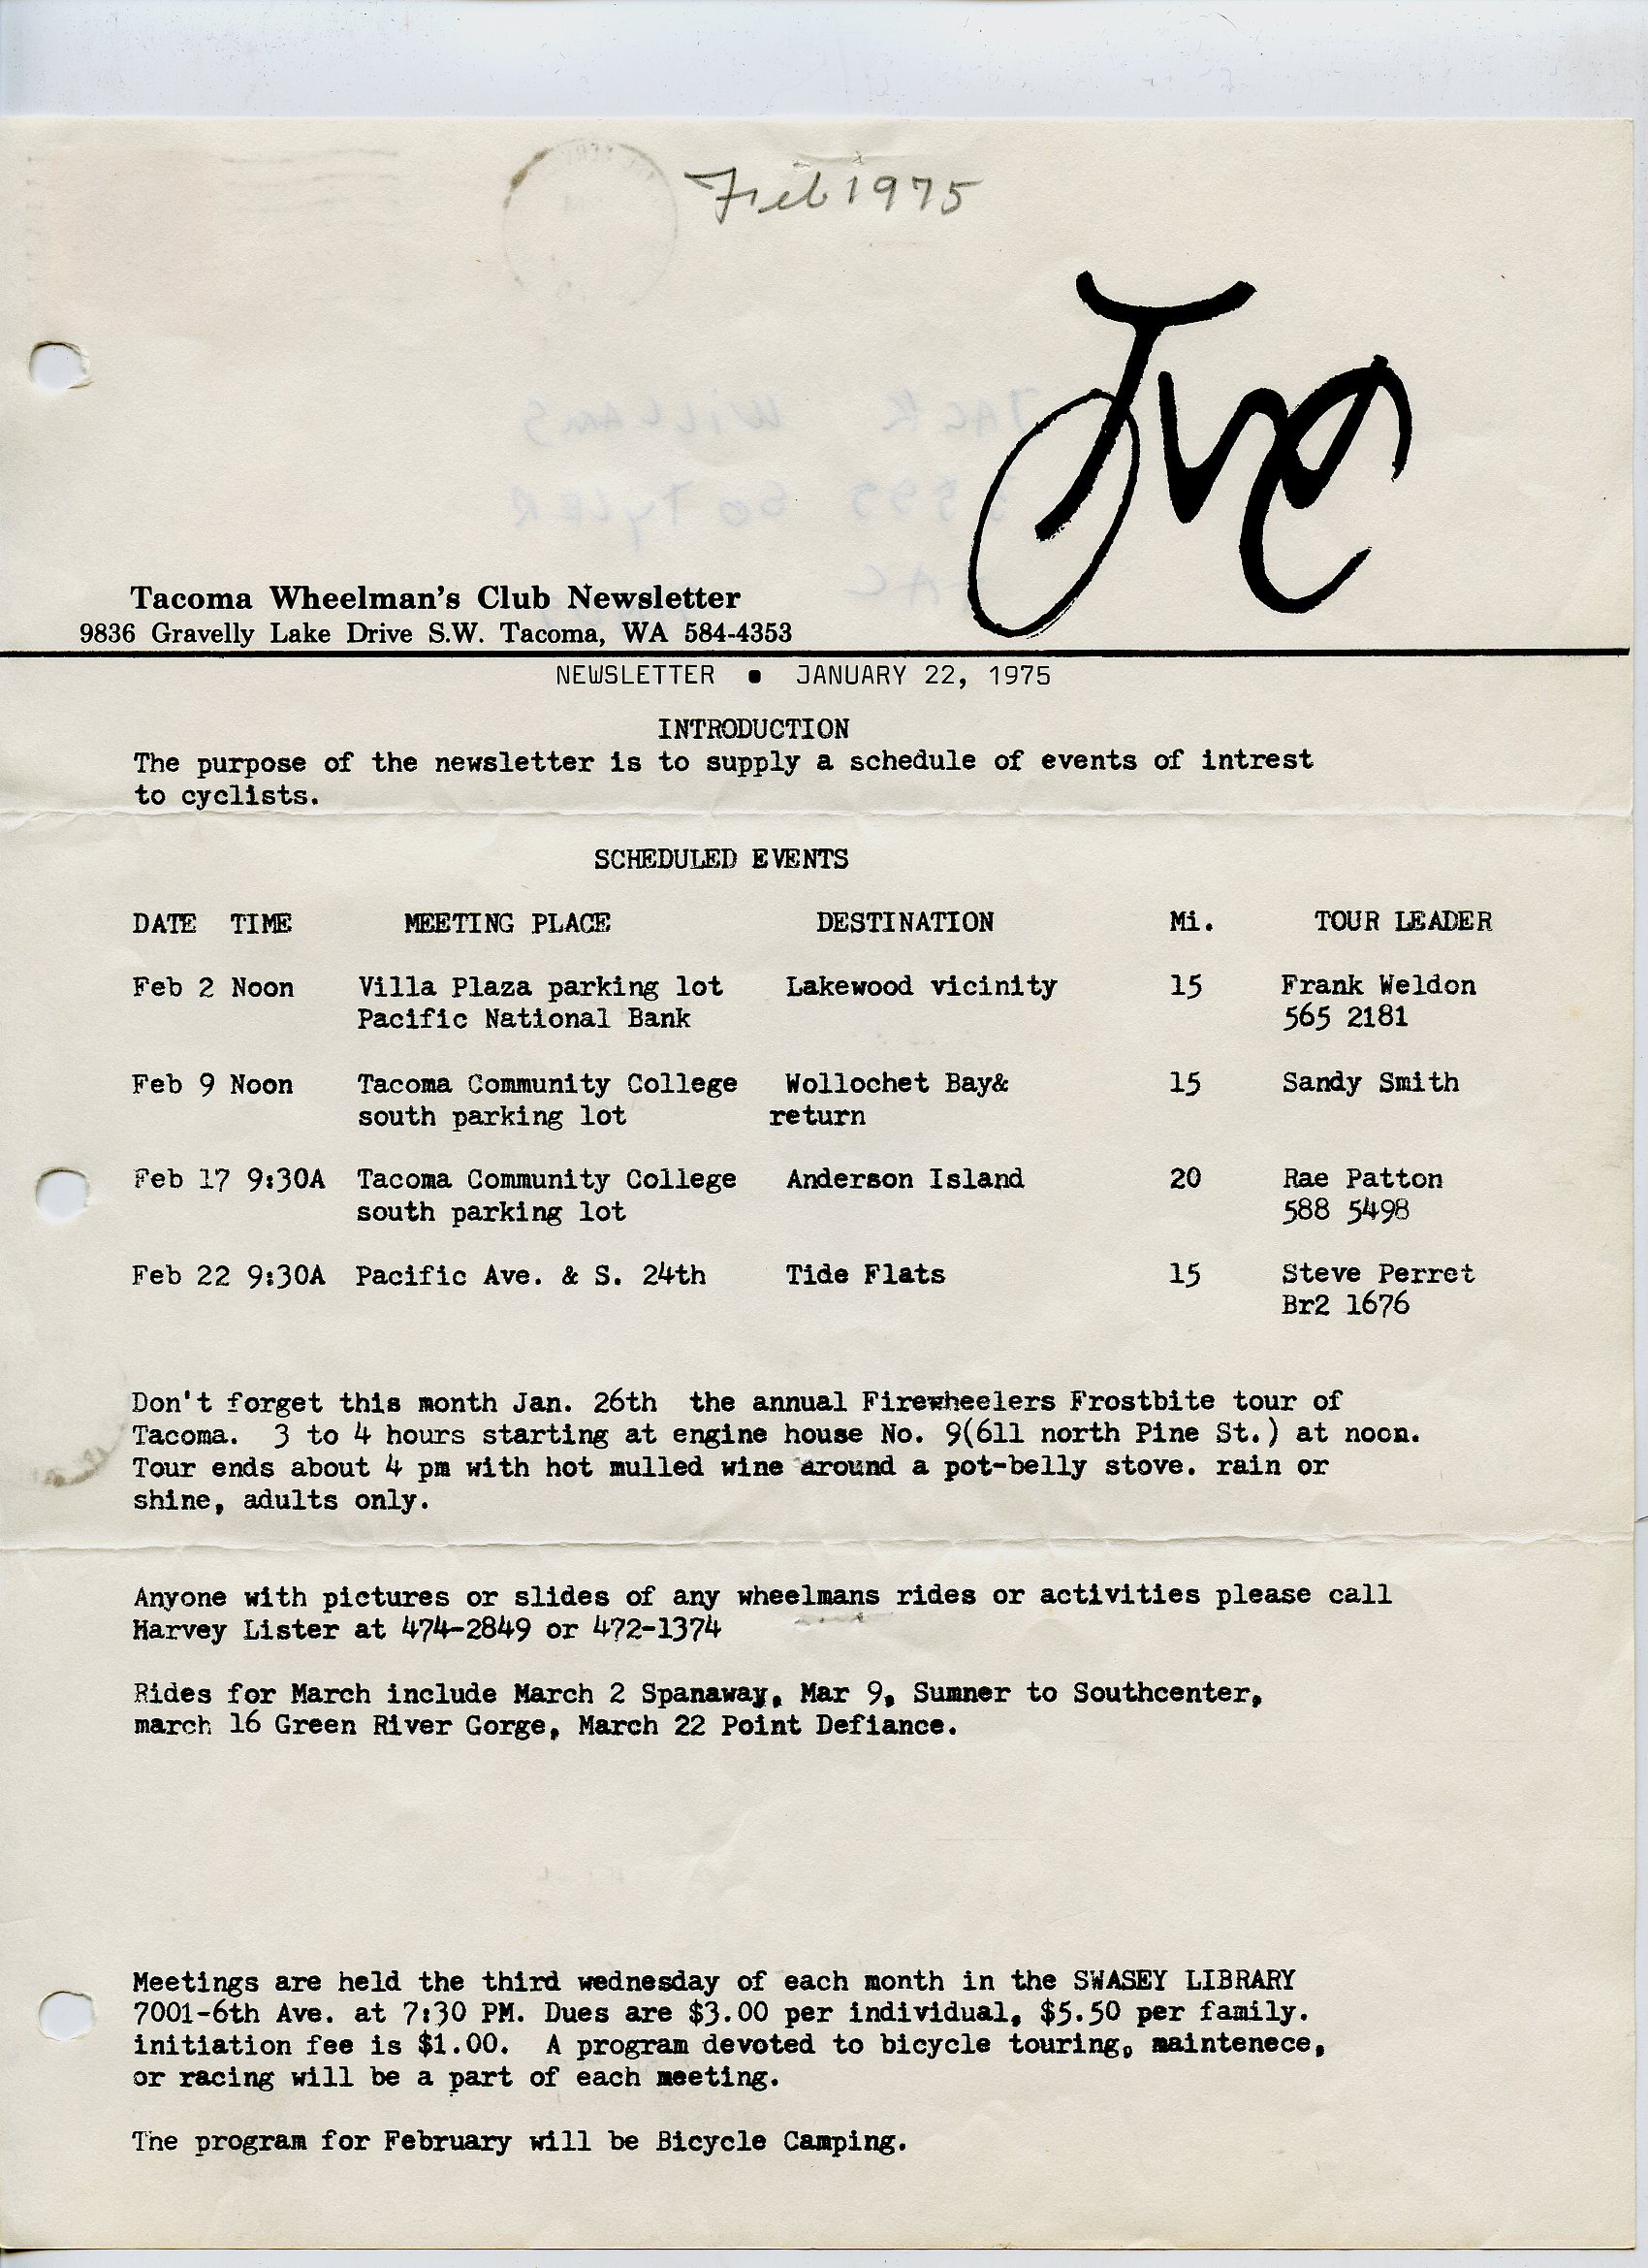 Feb 1975
Twc
Tacoma Wheelman's Club Newsletter
9836 Gravelly Lake Drive S.W. Tacoma, WA 584-4353
NEWSLETTER ● JANUARY 22, 1975
INTRODUCTION
The purpose of the newsletter is to supply a schedule of events of intrest
to cyclists.
SCHEDULED EVENTS
DATE TIME MEETING PLACE DESTINATION Mi. TOUR LEADER
Feb 2 Noon Villa Plaza parking lot Lakewood vicinity 15 Frank Weldon
Pacific National Bank 565 2181
Feb 9 Noon Tacoma Community College Wollochet Bay& 15 Sandy Smith
south parking lot return
Feb 17 9:30A Tacoma Community College Anderson Island 20 Rae Patton
south parking lot 588 5498
Feb 22 9:30A Pacific Ave. & S. 24th Tide Flats 15 Steve Perret
Br2 1676
Don't forget this month Jan. 26th the annual Firewheelers Frostbite tour of
Tacoma. 3 to 4 hours starting at engine house No. 9(611 north Pine St.) at noon.
Tour ends about 4 pm with hot mulled wine around a pot-belly stove. rain or
shine, adults only.
Anyone with pictures or slides of any wheelmans rides or activities please call
Harvey Lister at 474-2849 or 472-1374
Rides for March include March 2 Spanaway, Mar 9, Sumner to Southcenter,
march 16 Green River Gorge, March 22 Point Defiance.
Meetings are held the third wednesday of each month in the SWASEY LIBRARY
7001-6th Ave. at 7:30 PM. Dues are $3.00 per individual, $5.50 per family.
initiation fee is $1.00. A program devoted to bicycle touring, maintenece,
or racing will be a part of each meeting.
The program for February will be Bicycle Camping.